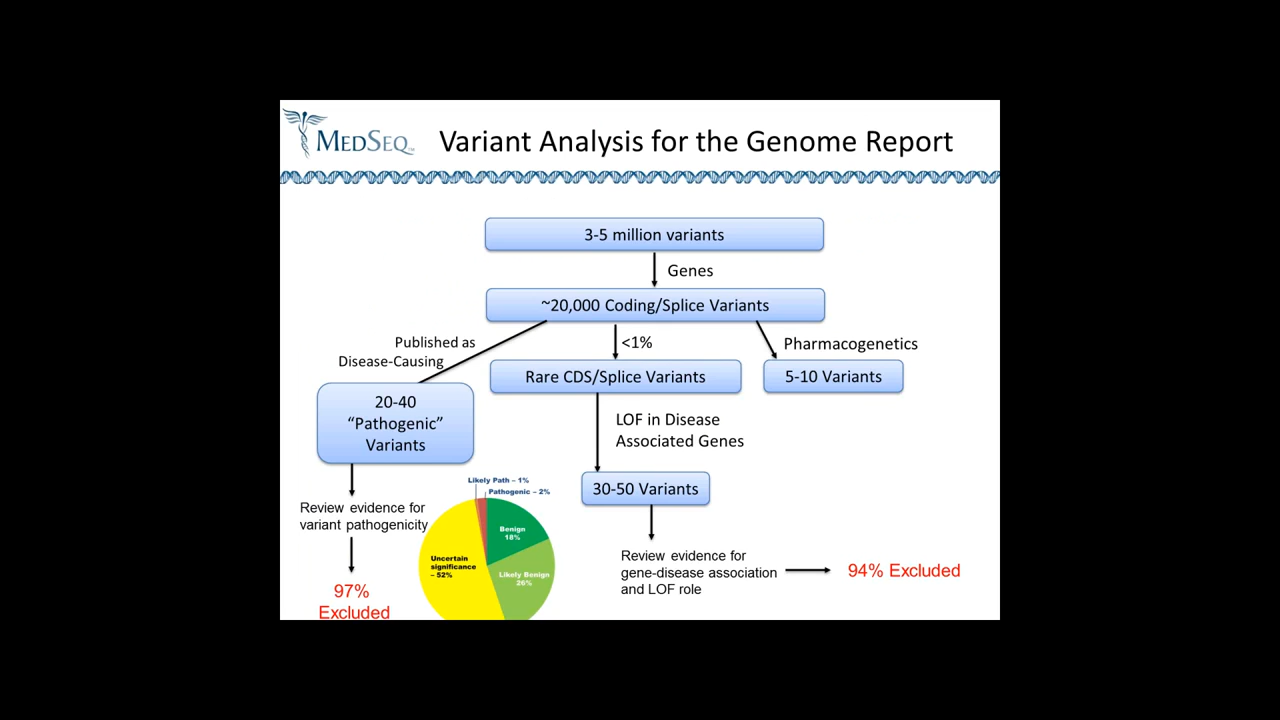 MEDSEQ™
Variant Analysis for the Genome Report
3-5 million variants
Genes
~20,000 Coding/Splice Variants
Published as
Disease-Causing
<1%
Pharmacogenetics
20-40
“Pathogenic”
Variants
Rare CDS/Splice Variants
5-10 Variants
LOF in Disease
Associated Genes
30-50 Variants
Review evidence for
variant pathogenicity
97%
Excluded
Likely Path – 1%
Pathogenic – 2%
Benign
18%
Uncertain
significance
– 52%
Likely Benign
26%
Review evidence for
gene-disease association
and LOF role
94% Excluded